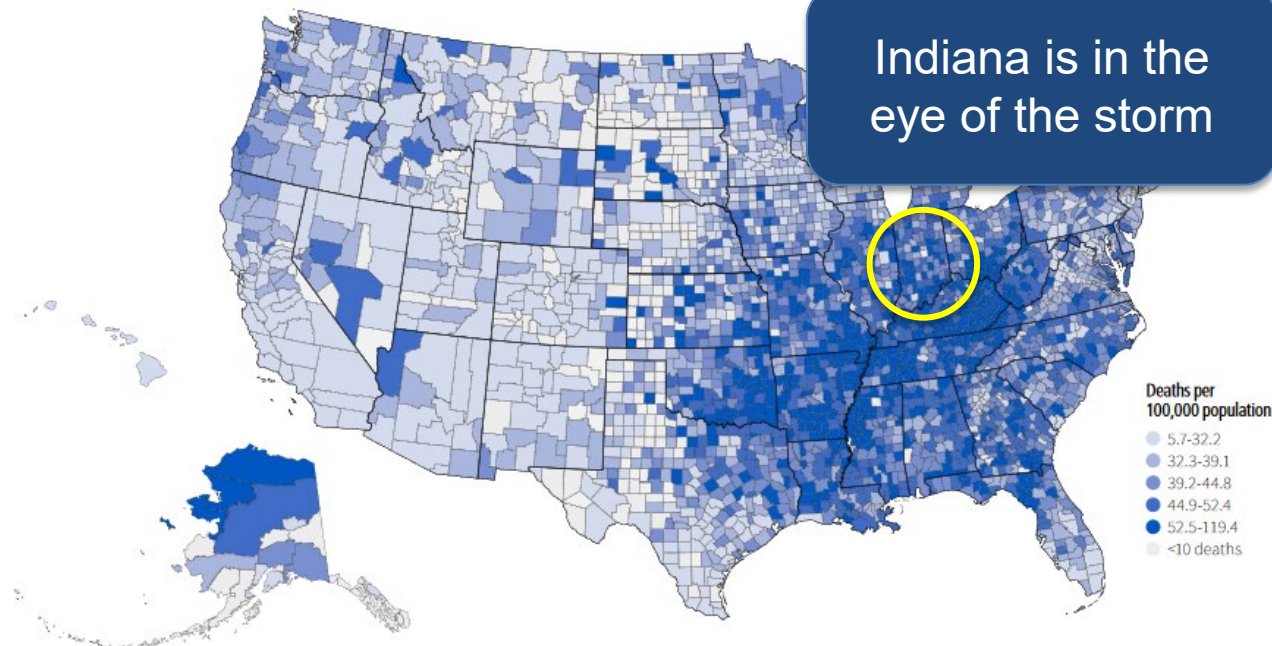 Indiana is in the
eye of the storm
Deaths per
100,000 population
5.7-32.2
32.3-39.1
39.2-44.8
44.9-52.4
52.5-119.4
<10 deaths